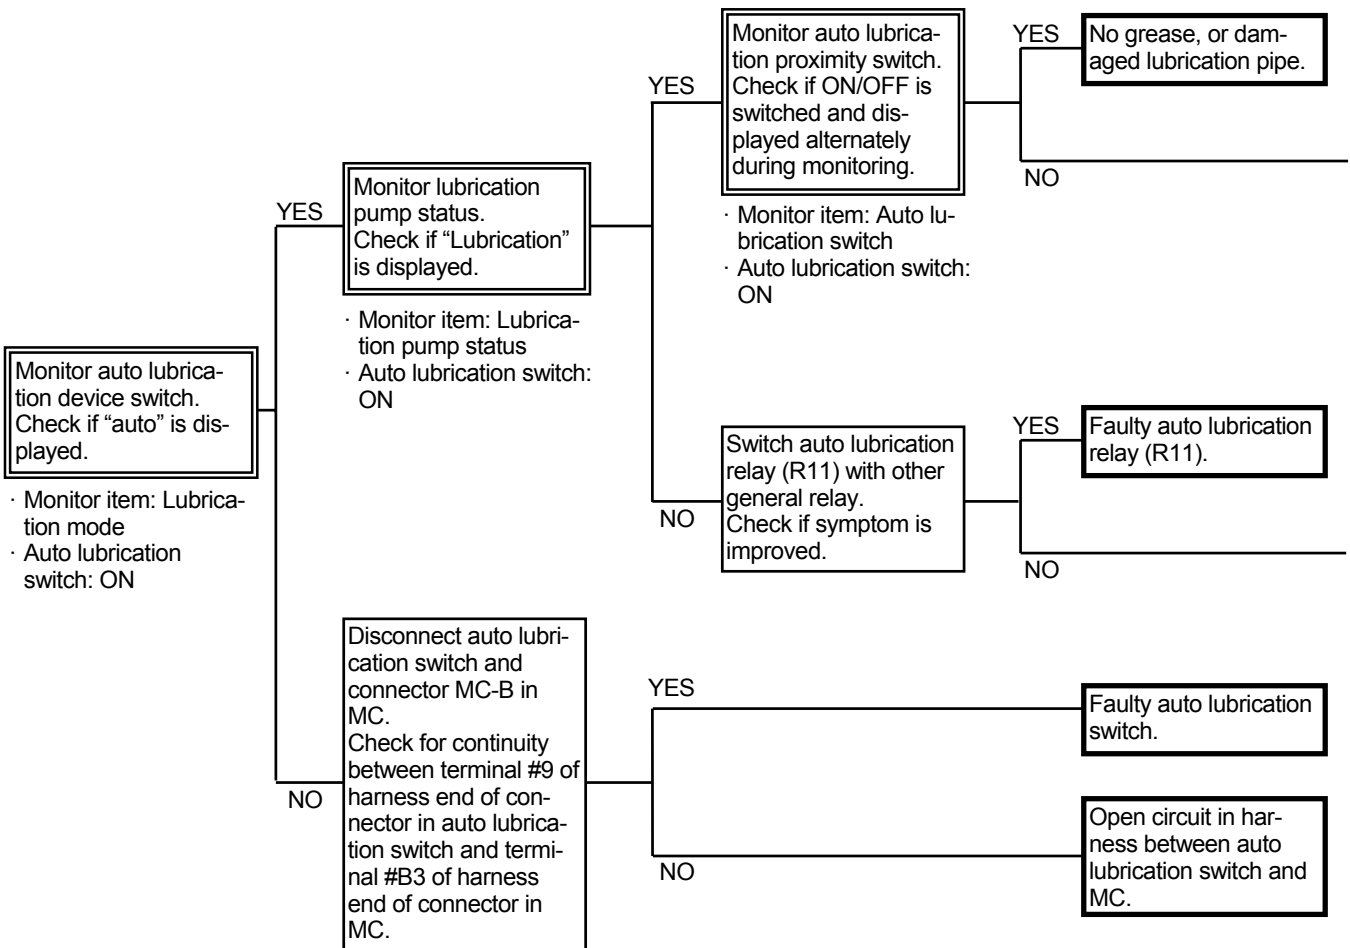 Monitor auto lubrica-
tion device switch.
Check if “auto” is dis-
played.
· Monitor item: Lubrica-
tion mode
· Auto lubrication
switch: ON
YES
Monitor lubrication
pump status.
Check if “Lubrication”
is displayed.
· Monitor item: Lubrica-
tion pump status
· Auto lubrication switch:
ON
YES
Monitor auto lubrica-
tion proximity switch.
Check if ON/OFF is
switched and dis-
played alternately
during monitoring.
· Monitor item: Auto lu-
brication switch
· Auto lubrication switch:
ON
YES
No grease, or dam-
aged lubrication pipe.
NO
NO
Switch auto lubrication
relay (R11) with other
general relay.
Check if symptom is
improved.
YES
Faulty auto lubrication
relay (R11).
NO
NO
Disconnect auto lubri-
cation switch and
connector MC-B in
MC.
Check for continuity
between terminal #9 of
harness end of con-
nector in auto lubrica-
tion switch and termi-
nal #B3 of harness
end of connector in
MC.
YES
Faulty auto lubrication
switch.
NO
Open circuit in har-
ness between auto
lubrication switch and
MC.